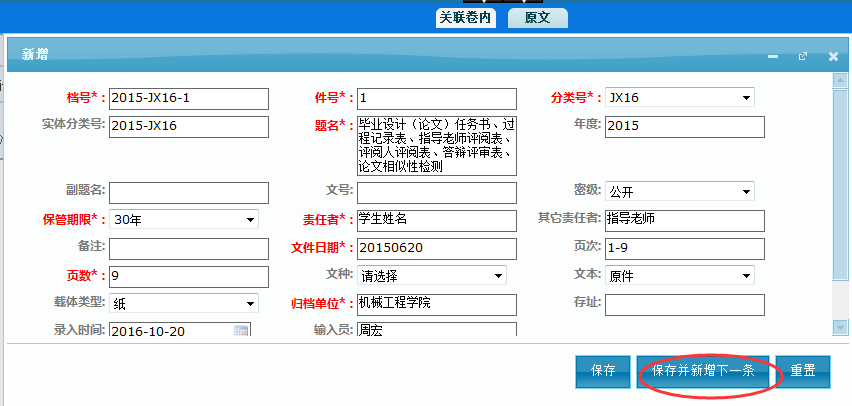 关联卷内 原文
新增
档号*: 2015-JX16-1 件号*: 1 分类号*: JX16
实体分类号: 2015-JX16 题名*: 毕业设计（论文）任务书、过
程记录表、指导老师评阅表、
评阅人评阅表、答辩评审表、
论文相似性检测
年度: 2015
副题名: 文号: 密级: 公开
保管期限*: 30年 责任者*: 学生姓名 其它责任者: 指导老师
备注: 文件日期*: 20150620 页次: 1-9
页数*: 9 文种: 请选择 文本: 原件
载体类型: 纸 归档单位*: 机械工程学院 存址:
录入时间: 2016-10-20 输入员: 周宏
保存 保存并新增下一条 重置